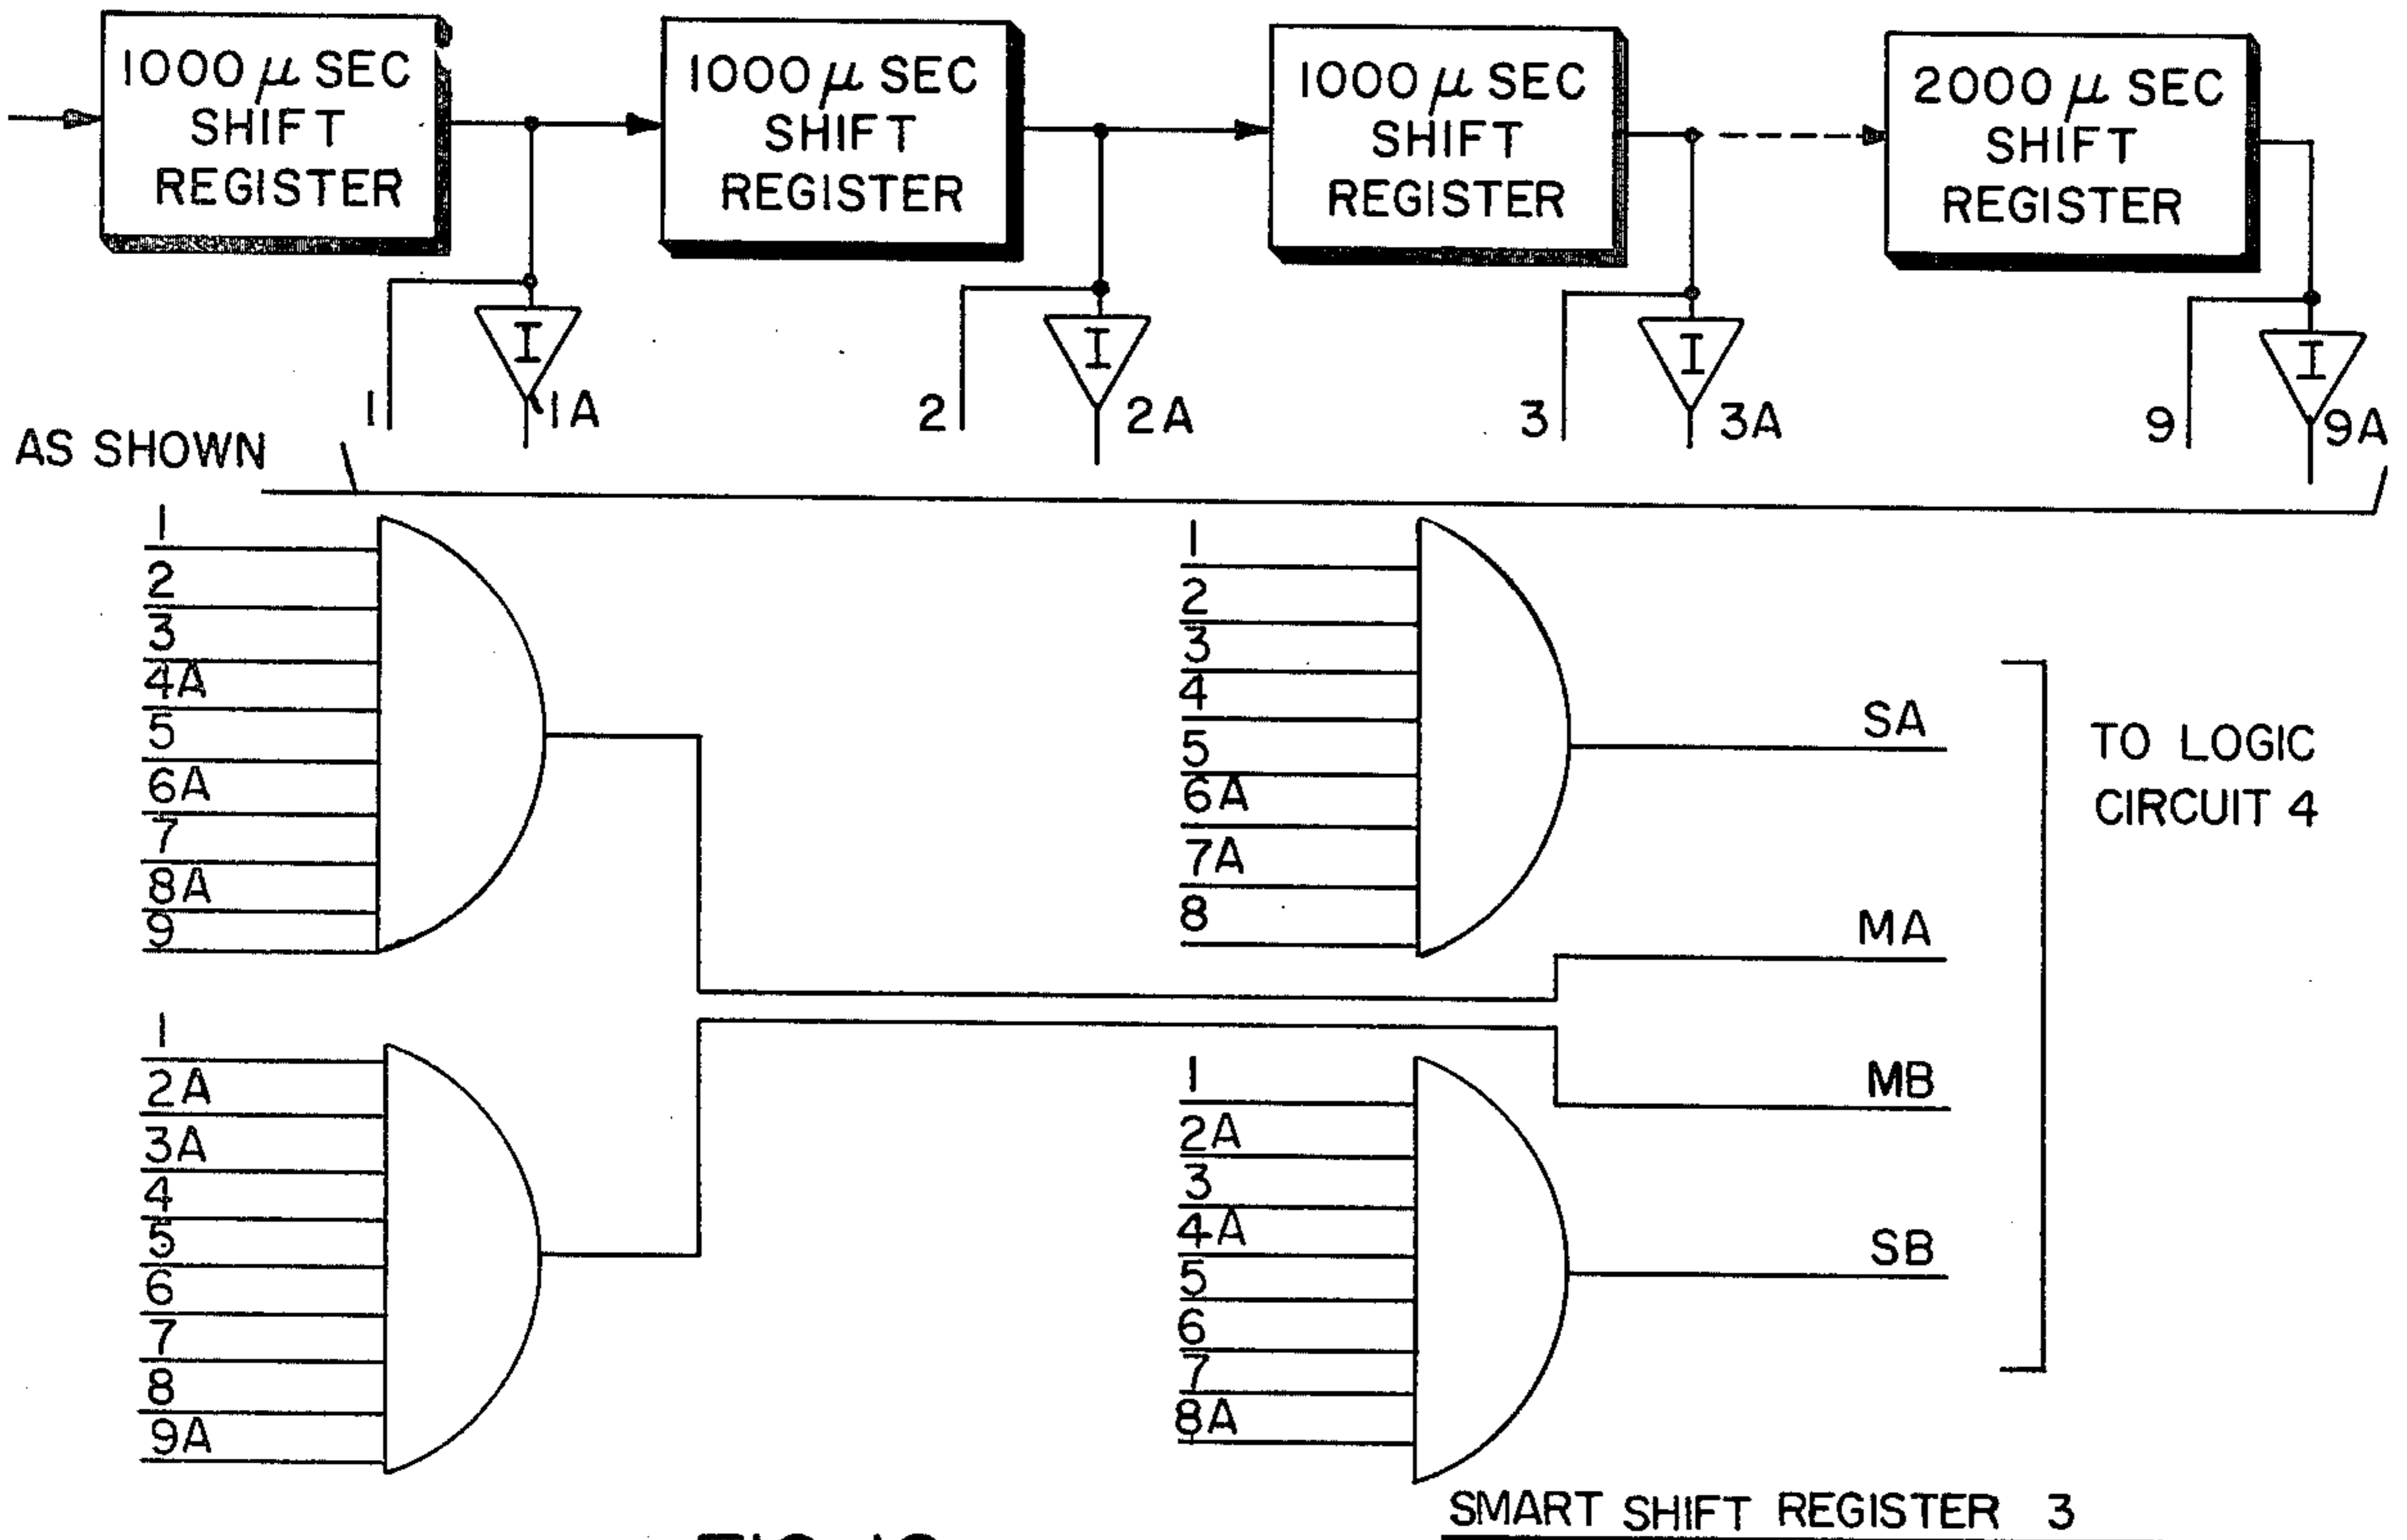 1000 μ SEC
SHIFT
REGISTER
1000 μ SEC
SHIFT
REGISTER
1000 μ SEC
SHIFT
REGISTER
2000 μ SEC
SHIFT
REGISTER
I
I
I
I
1
1A
2
2A
3
3A
9
9A
AS SHOWN
1
2
3
4A
5
6A
7
8A
9
1
2
3
4
5
6A
7A
8
SA
MA
TO LOGIC
CIRCUIT 4
1
2A
3A
4
5
6
7
8
9A
1
2A
3
4A
5
6
7
8A
MB
SB
SMART SHIFT REGISTER 3